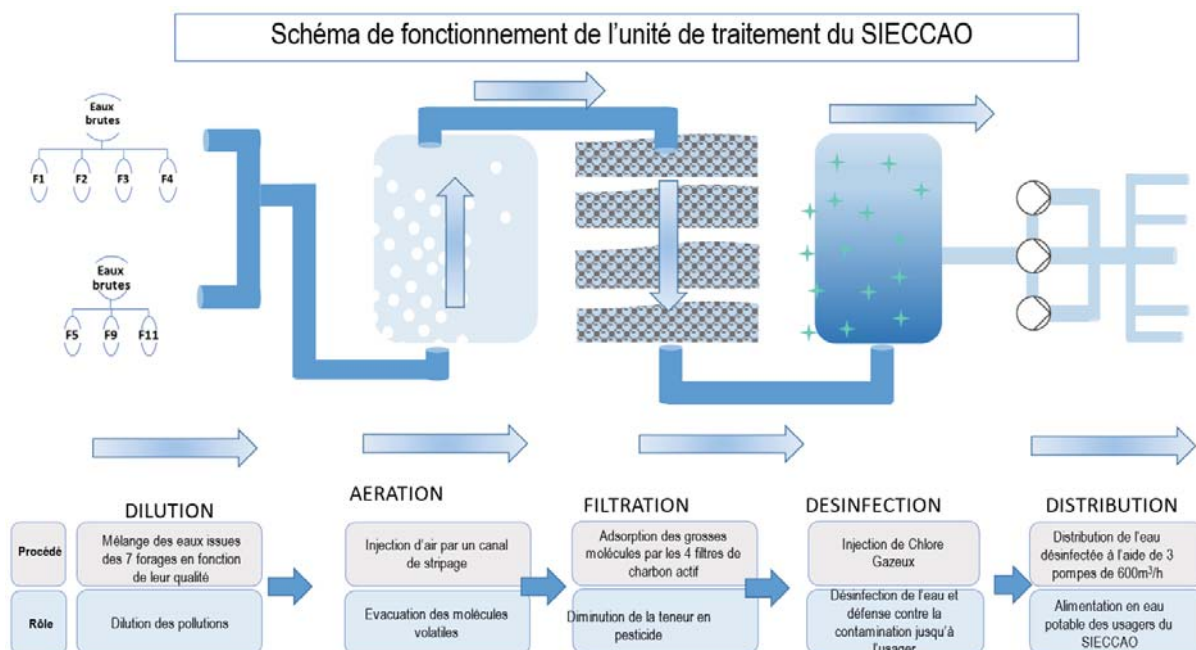 Schéma de fonctionnement de l'unité de traitement du SIECCAO
Eaux
brutes
F1 F2 F3 F4
Eaux
brutes
F5 F9 F11
DILUTION
AERATION
FILTRATION
DESINFECTION
DISTRIBUTION
Procédé
Mélange des eaux issues
des 7 forages en fonction
de leur qualité
Injection d'air par un canal
de stripage
Adsorption des grosses
molécules par les 4 filtres de
charbon actif
Injection de Chlore
Gazeux
Distribution de l'eau
désinfectée à l'aide de 3
pompes de 600m³/h
Rôle
Dilution des pollutions
Evacuation des molécules
volatiles
Diminution de la teneur en
pesticide
Désinfection de l'eau et
défense contre la
contamination jusqu'à
l'usager
Alimentation en eau
potable des usagers du
SIECCAO